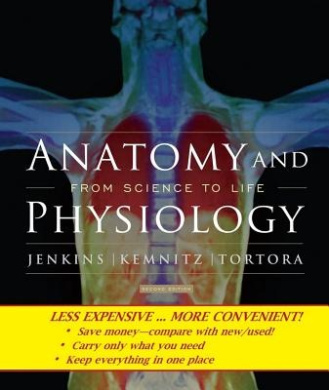 ANATOMY AND
FROM SCIENCE TO LIFE
PHYSIOLOGY
JENKINS | KEMNITZ | TORTORA
SECOND EDITION
LESS EXPENSIVE ... MORE CONVENIENT!
* Save money—compare with new/used!
* Carry only what you need
* Keep everything in one place